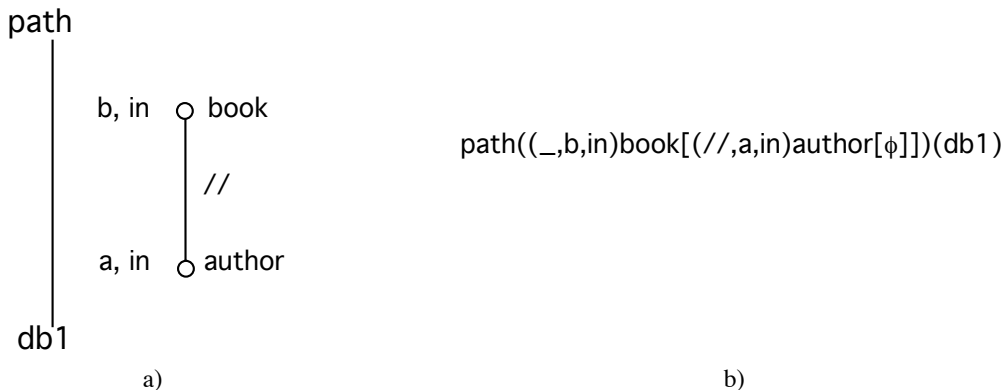 path
b, in book
path((_,b,in)book[(//,a,in)author[ϕ]])(db1)
//
a, in author
db1
a) b)